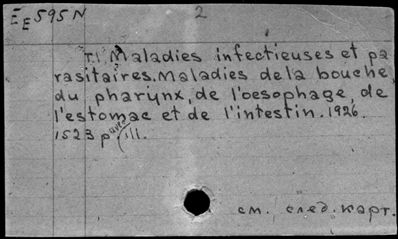 EE595N 2
T.I. Maladies infectieuses et pa
rasitaires. Maladies de la bouche,
du pharynx, de l'oesophage, de
l'estomac et de l'intestin. 1926.
1523 p. avec ill.
см. след. карт.